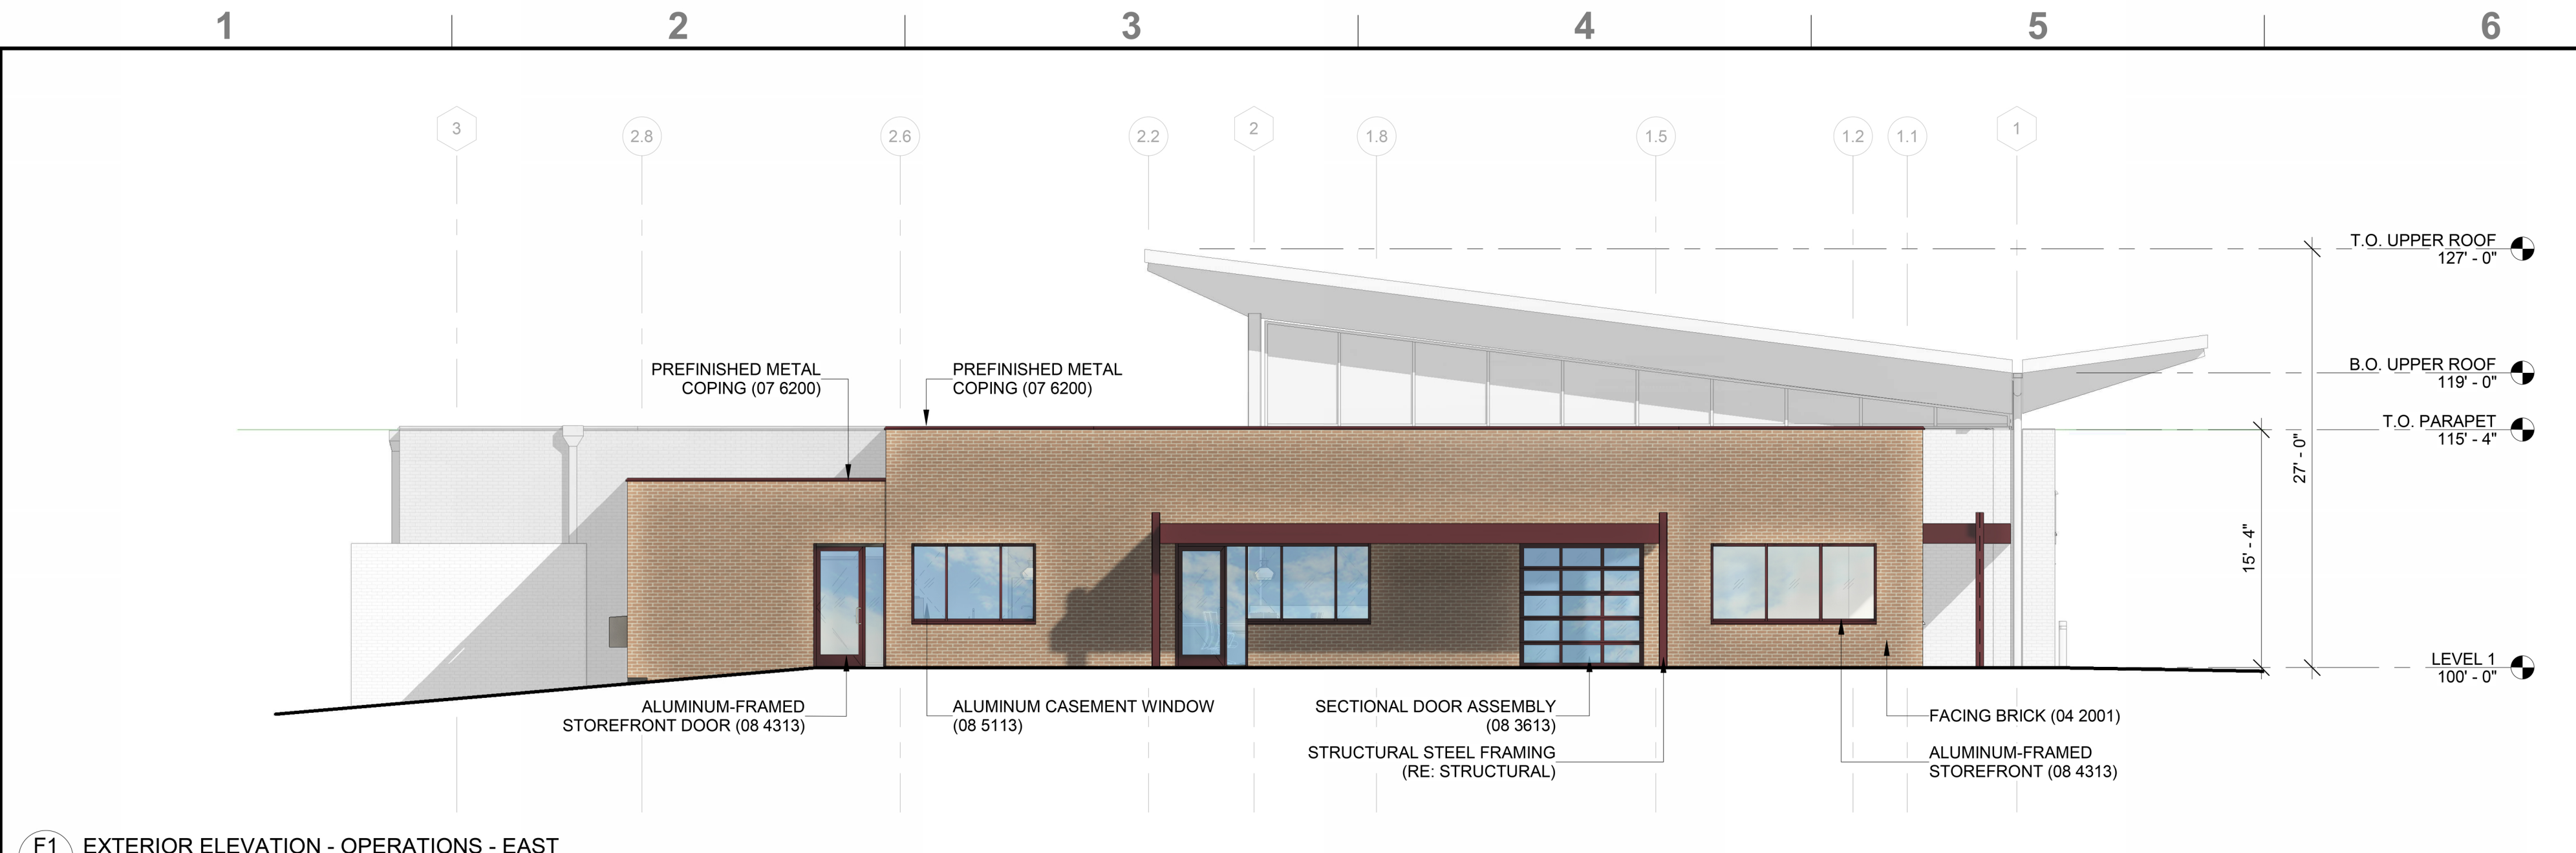 1 2 3 4 5 6
3 2.8 2.6 2.2 2 1.8 1.5 1.2 1.1 1
T.O. UPPER ROOF
127' - 0"
B.O. UPPER ROOF
119' - 0"
T.O. PARAPET
115' - 4"
27' - 0"
15' - 4"
LEVEL 1
100' - 0"
PREFINISHED METAL
COPING (07 6200)
PREFINISHED METAL
COPING (07 6200)
ALUMINUM-FRAMED
STOREFRONT DOOR (08 4313)
ALUMINUM CASEMENT WINDOW
(08 5113)
SECTIONAL DOOR ASSEMBLY
(08 3613)
STRUCTURAL STEEL FRAMING
(RE: STRUCTURAL)
FACING BRICK (04 2001)
ALUMINUM-FRAMED
STOREFRONT (08 4313)
F1 EXTERIOR ELEVATION - OPERATIONS - EAST